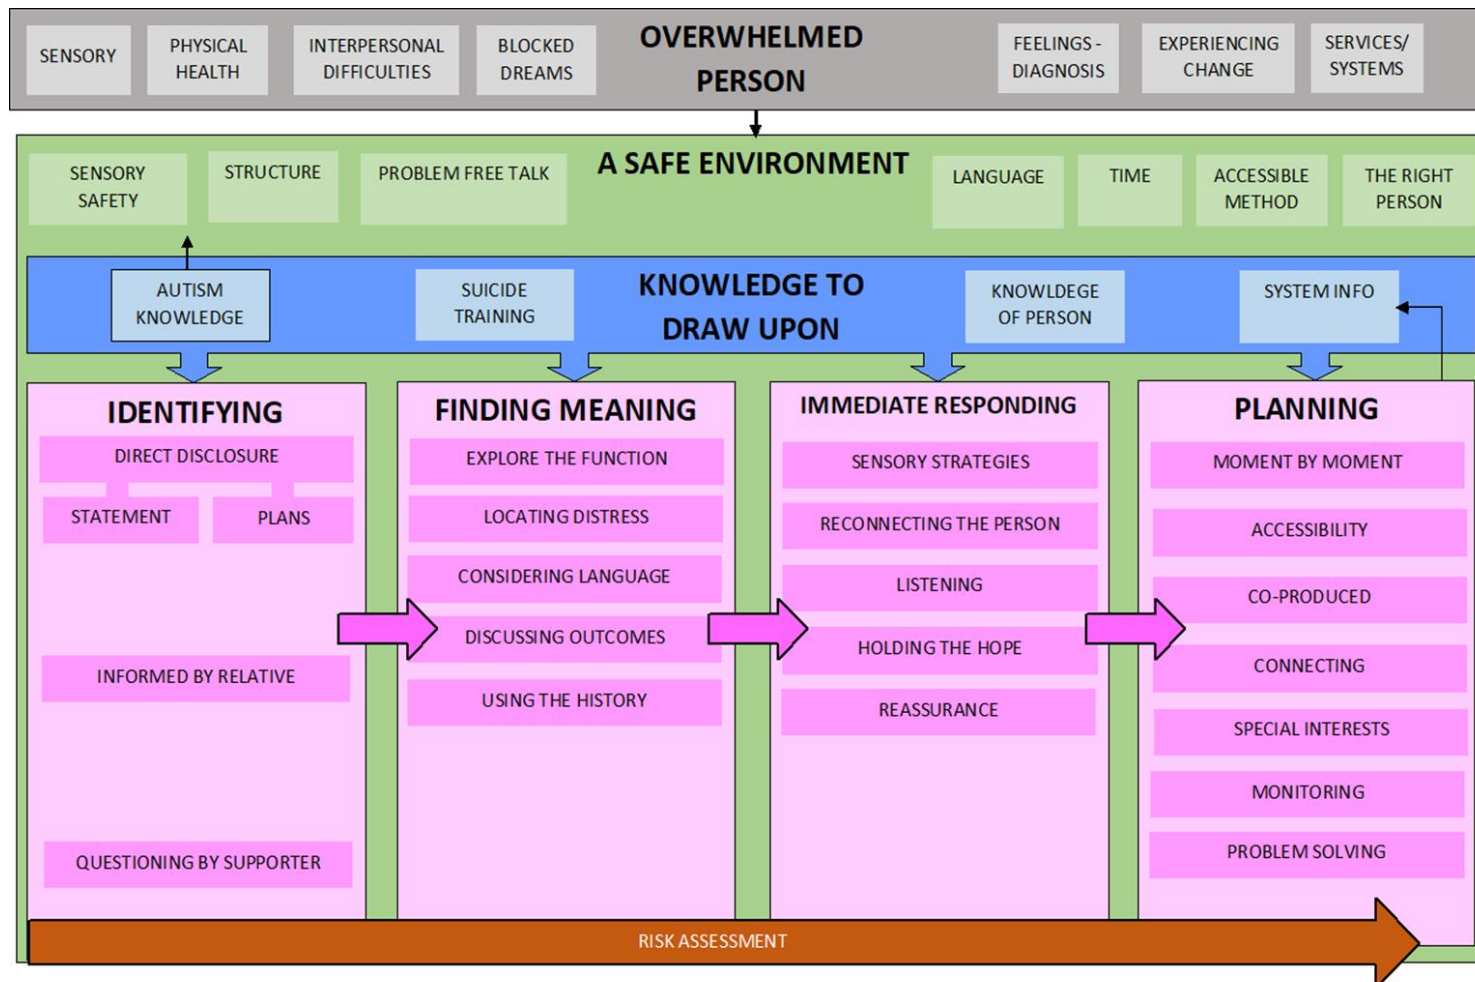 OVERWHELMED
PERSON
SENSORY
PHYSICAL
HEALTH
INTERPERSONAL
DIFFICULTIES
BLOCKED
DREAMS
FEELINGS -
DIAGNOSIS
EXPERIENCING
CHANGE
SERVICES/
SYSTEMS
A SAFE ENVIRONMENT
SENSORY
SAFETY
STRUCTURE
PROBLEM FREE TALK
LANGUAGE
TIME
ACCESSIBLE
METHOD
THE RIGHT
PERSON
KNOWLEDGE TO
DRAW UPON
AUTISM
KNOWLEDGE
SUICIDE
TRAINING
KNOWLDEGE
OF PERSON
SYSTEM INFO
IDENTIFYING
DIRECT DISCLOSURE
STATEMENT
PLANS
INFORMED BY RELATIVE
QUESTIONING BY SUPPORTER
FINDING MEANING
EXPLORE THE FUNCTION
LOCATING DISTRESS
CONSIDERING LANGUAGE
DISCUSSING OUTCOMES
USING THE HISTORY
IMMEDIATE RESPONDING
SENSORY STRATEGIES
RECONNECTING THE PERSON
LISTENING
HOLDING THE HOPE
REASSURANCE
PLANNING
MOMENT BY MOMENT
ACCESSIBILITY
CO-PRODUCED
CONNECTING
SPECIAL INTERESTS
MONITORING
PROBLEM SOLVING
RISK ASSESSMENT